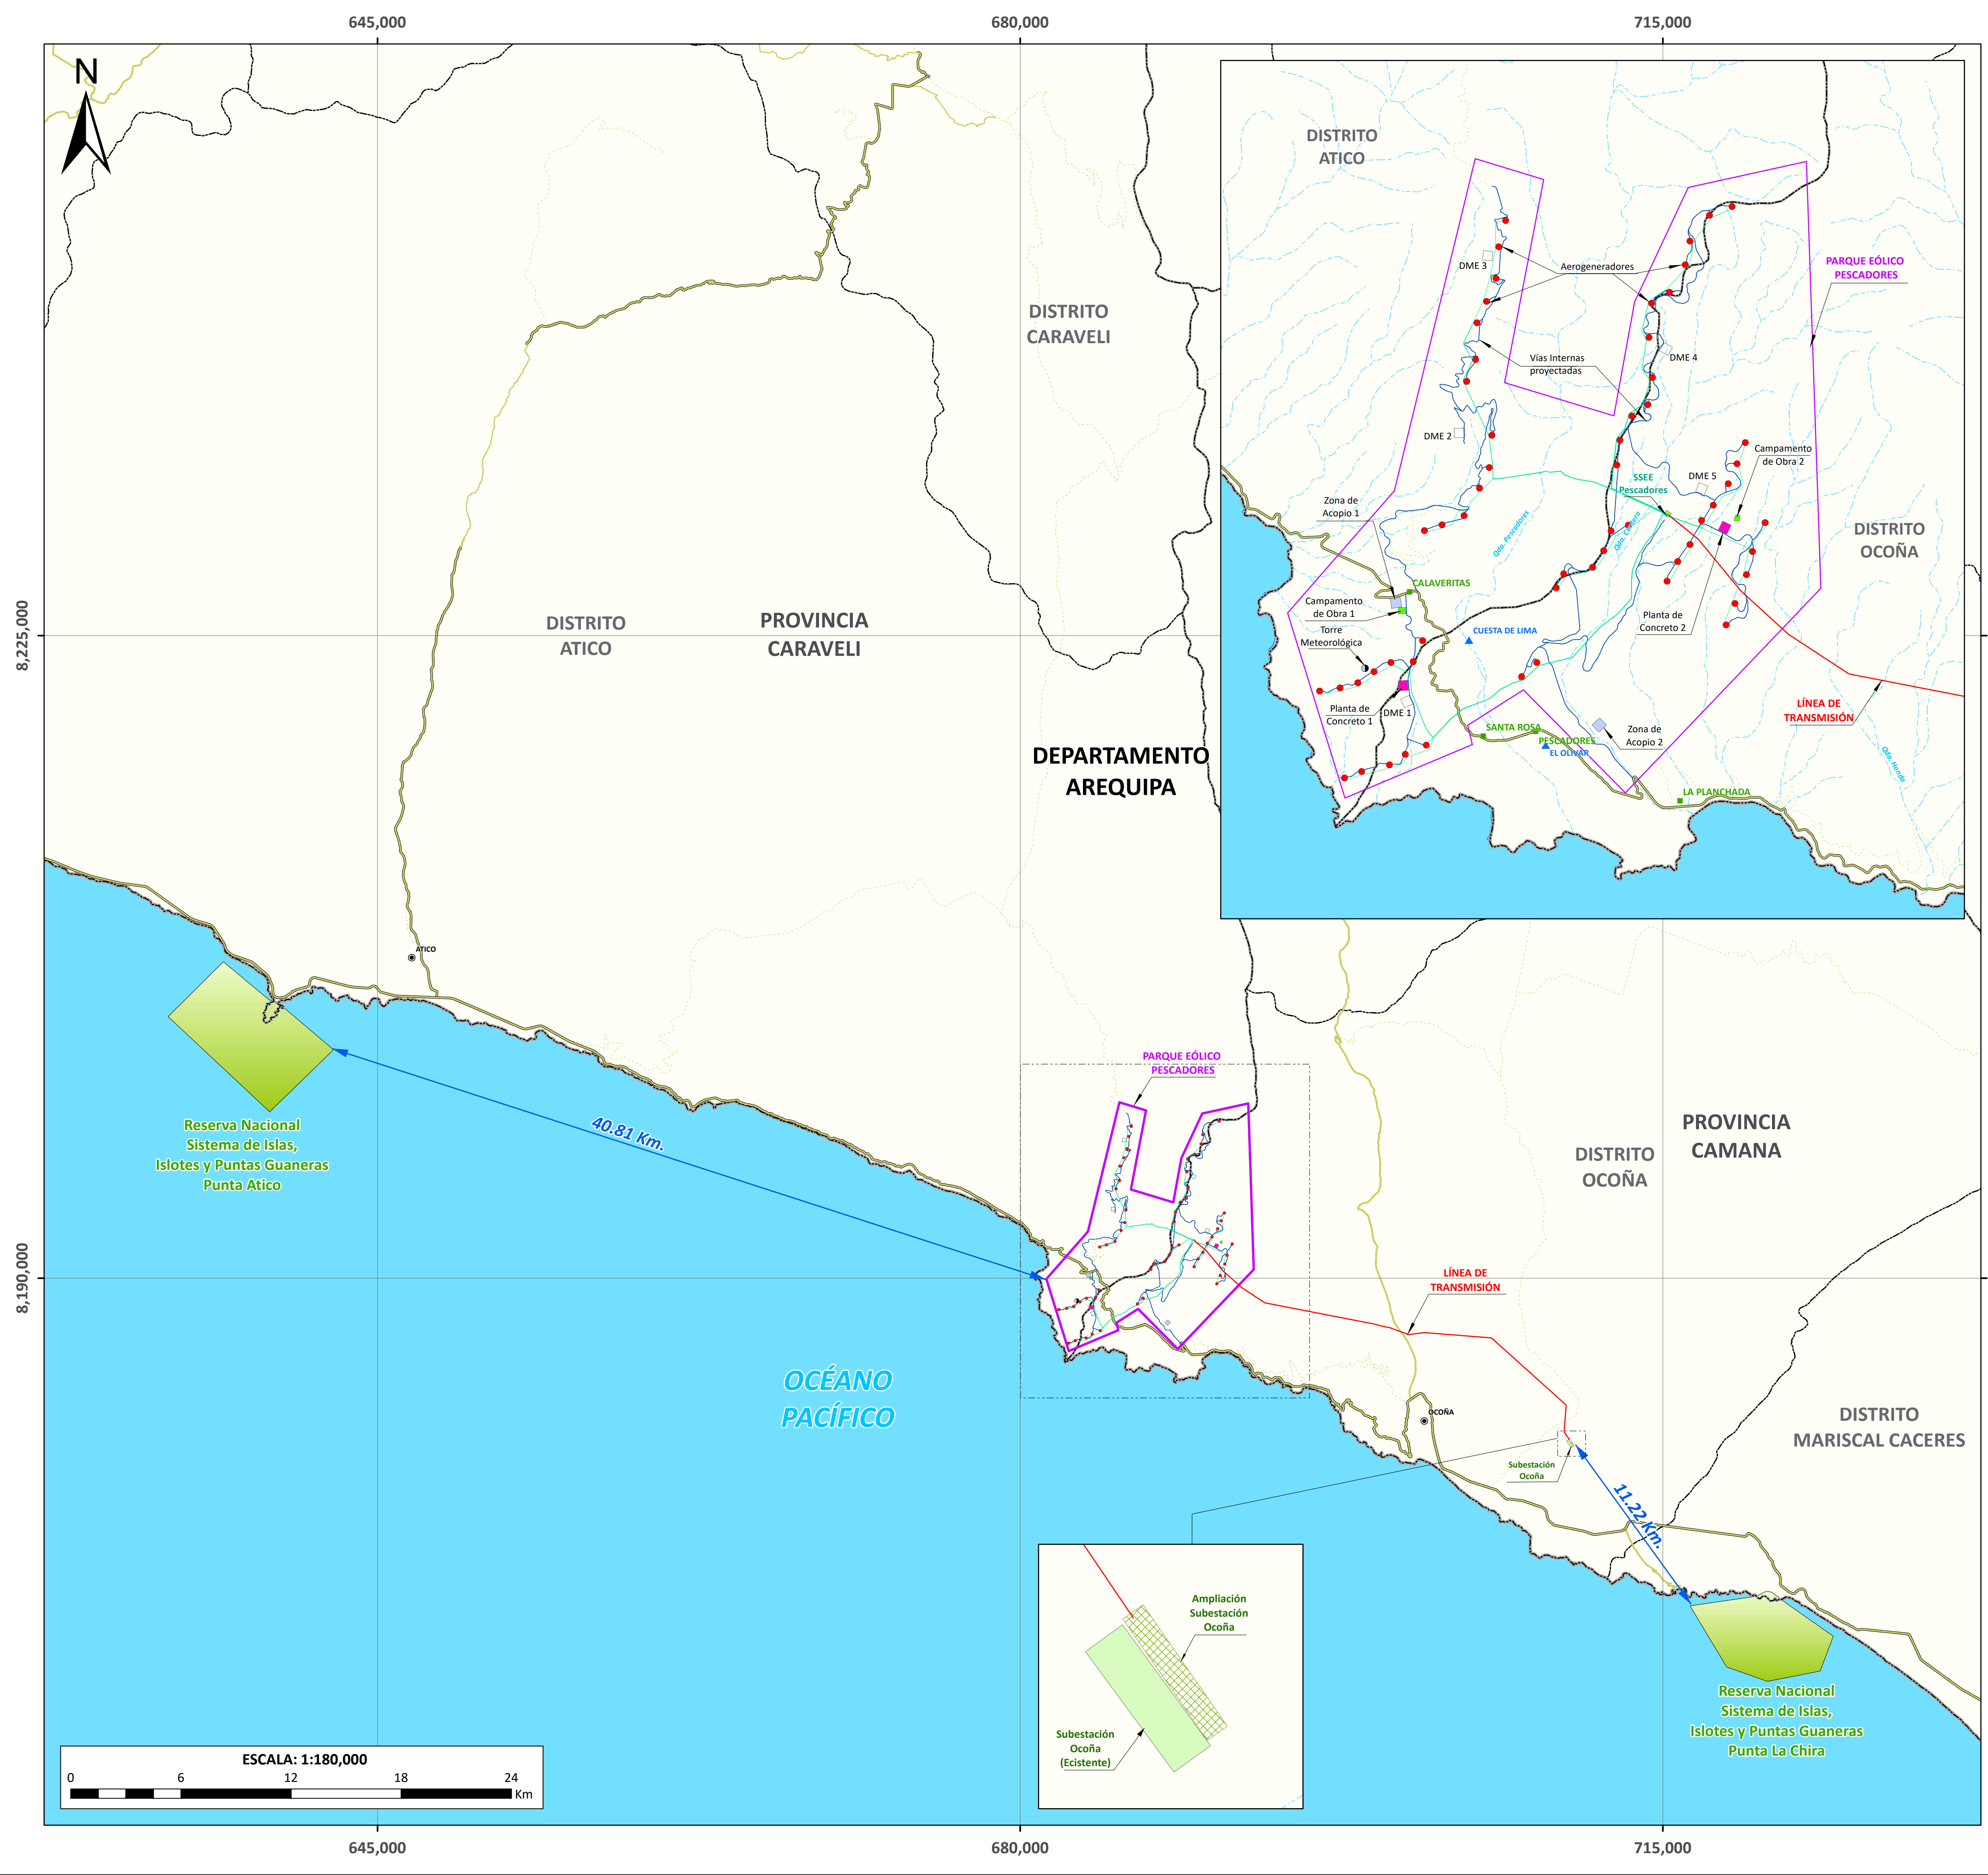 645,000
680,000
715,000
N
8,225,000
8,190,000
DISTRITO
CARAVELI
DISTRITO
ATICO
PROVINCIA
CARAVELI
DEPARTAMENTO
AREQUIPA
ATICO
DISTRITO
ATICO
DME 3
Aerogeneradores
PARQUE EÓLICO
PESCADORES
Vías Internas
proyectadas
DME 4
DME 2
Campamento
de Obra 2
DME 5
SSEE
Pescadores
Zona de
Acopio 1
Qda. Pescadores
DISTRITO
OCOÑA
CALAVERITAS
Campamento
de Obra 1
Torre
Meteorológica
CUESTA DE LIMA
Planta de
Concreto 2
Planta de
Concreto 1
DME 1
SANTA ROSA
PESCADORES
EL OLIVAR
Zona de
Acopio 2
LÍNEA DE
TRANSMISIÓN
Qda. Honda
LA PLANCHADA
Reserva Nacional
Sistema de Islas,
Islotes y Puntas Guaneras
Punta Atico
40.81 Km.
PARQUE EÓLICO
PESCADORES
PROVINCIA
CAMANA
DISTRITO
OCOÑA
LÍNEA DE
TRANSMISIÓN
OCÉANO
PACÍFICO
OCOÑA
DISTRITO
MARISCAL CACERES
Subestación
Ocoña
11.22 Km.
Ampliación
Subestación
Ocoña
Subestación
Ocoña
(Ecistente)
Reserva Nacional
Sistema de Islas,
Islotes y Puntas Guaneras
Punta La Chira
ESCALA: 1:180,000
0 6 12 18 24
Km
645,000
680,000
715,000